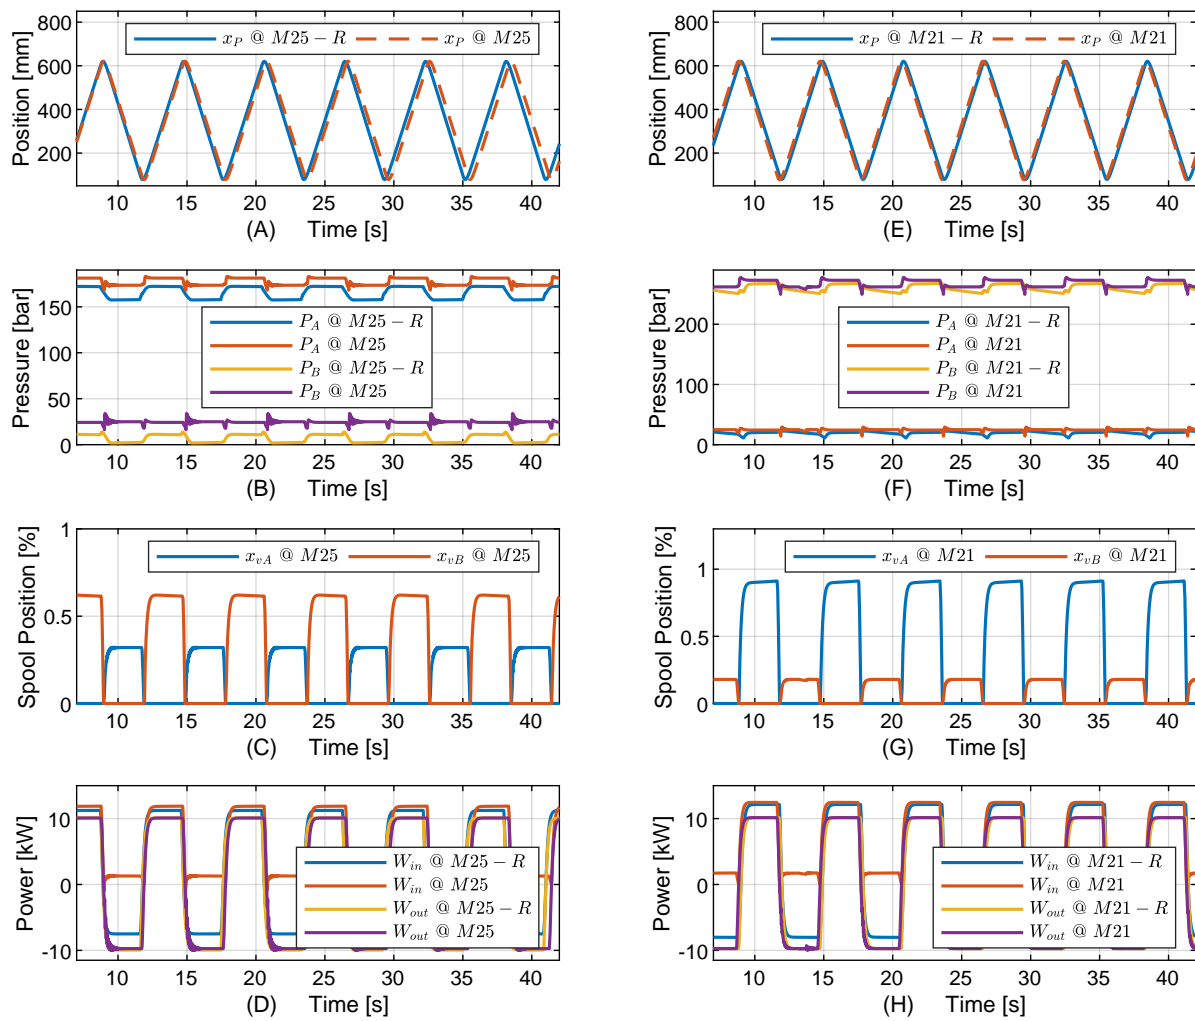 800
600
400
200
Position [mm]
x_P @ M25 − R
x_P @ M25
10 15 20 25 30 35 40
(A) Time [s]
800
600
400
200
Position [mm]
x_P @ M21 − R
x_P @ M21
10 15 20 25 30 35 40
(E) Time [s]
150
100
50
0
Pressure [bar]
P_A @ M25 − R
P_A @ M25
P_B @ M25 − R
P_B @ M25
10 15 20 25 30 35 40
(B) Time [s]
200
100
0
Pressure [bar]
P_A @ M21 − R
P_A @ M21
P_B @ M21 − R
P_B @ M21
10 15 20 25 30 35 40
(F) Time [s]
1
0.5
0
Spool Position [%]
x_vA @ M25
x_vB @ M25
10 15 20 25 30 35 40
(C) Time [s]
1
0.5
0
Spool Position [%]
x_vA @ M21
x_vB @ M21
10 15 20 25 30 35 40
(G) Time [s]
10
0
-10
Power [kW]
W_in @ M25 − R
W_in @ M25
W_out @ M25 − R
W_out @ M25
10 15 20 25 30 35 40
(D) Time [s]
10
0
-10
Power [kW]
W_in @ M21 − R
W_in @ M21
W_out @ M21 − R
W_out @ M21
10 15 20 25 30 35 40
(H) Time [s]